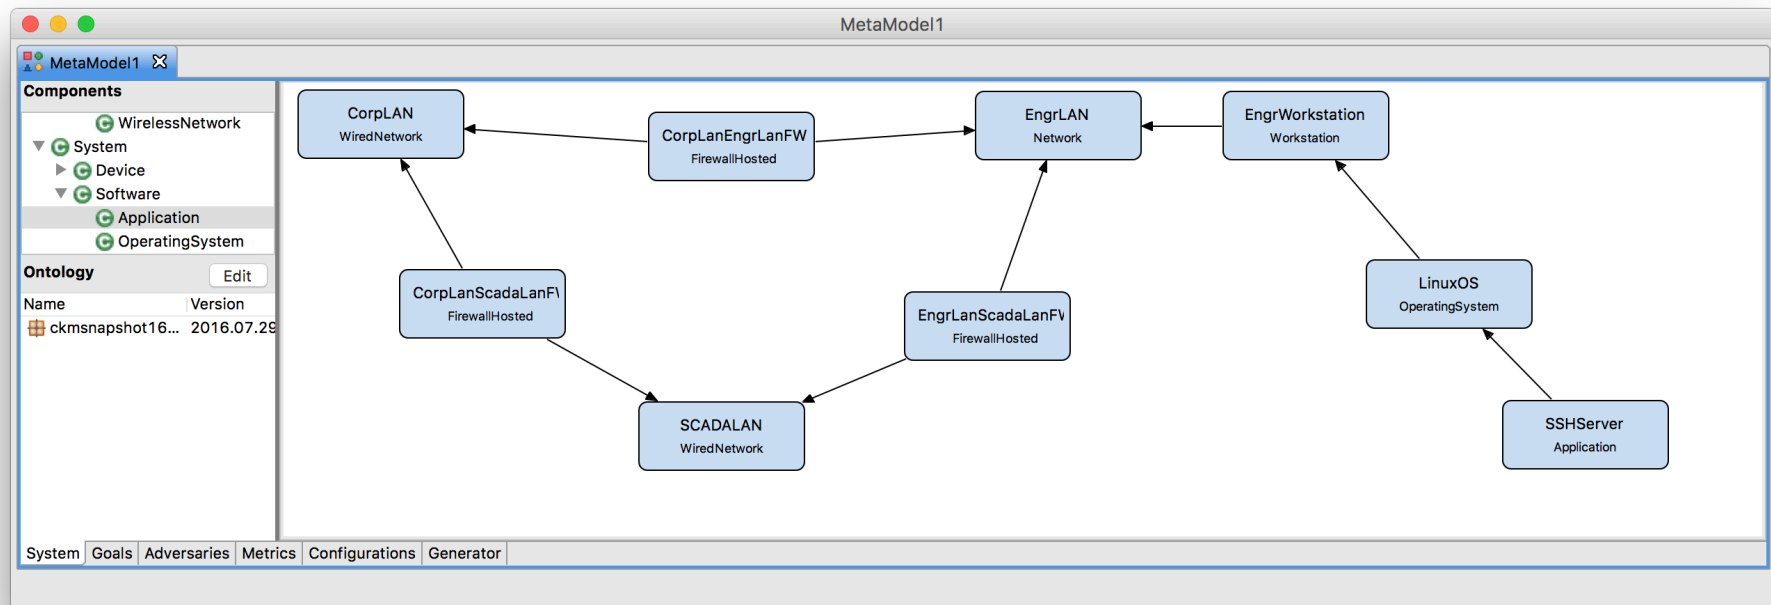 MetaModel1
MetaModel1
Components
WirelessNetwork
System
Device
Software
Application
OperatingSystem
Ontology
Edit
Name Version
ckmsnapshot16... 2016.07.29
CorpLAN
WiredNetwork
CorpLanEngrLanFW
FirewallHosted
EngrLAN
Network
EngrWorkstation
Workstation
CorpLanScadaLanF
FirewallHosted
EngrLanScadaLanF
FirewallHosted
LinuxOS
OperatingSystem
SCADALAN
WiredNetwork
SSHServer
Application
System Goals Adversaries Metrics Configurations Generator